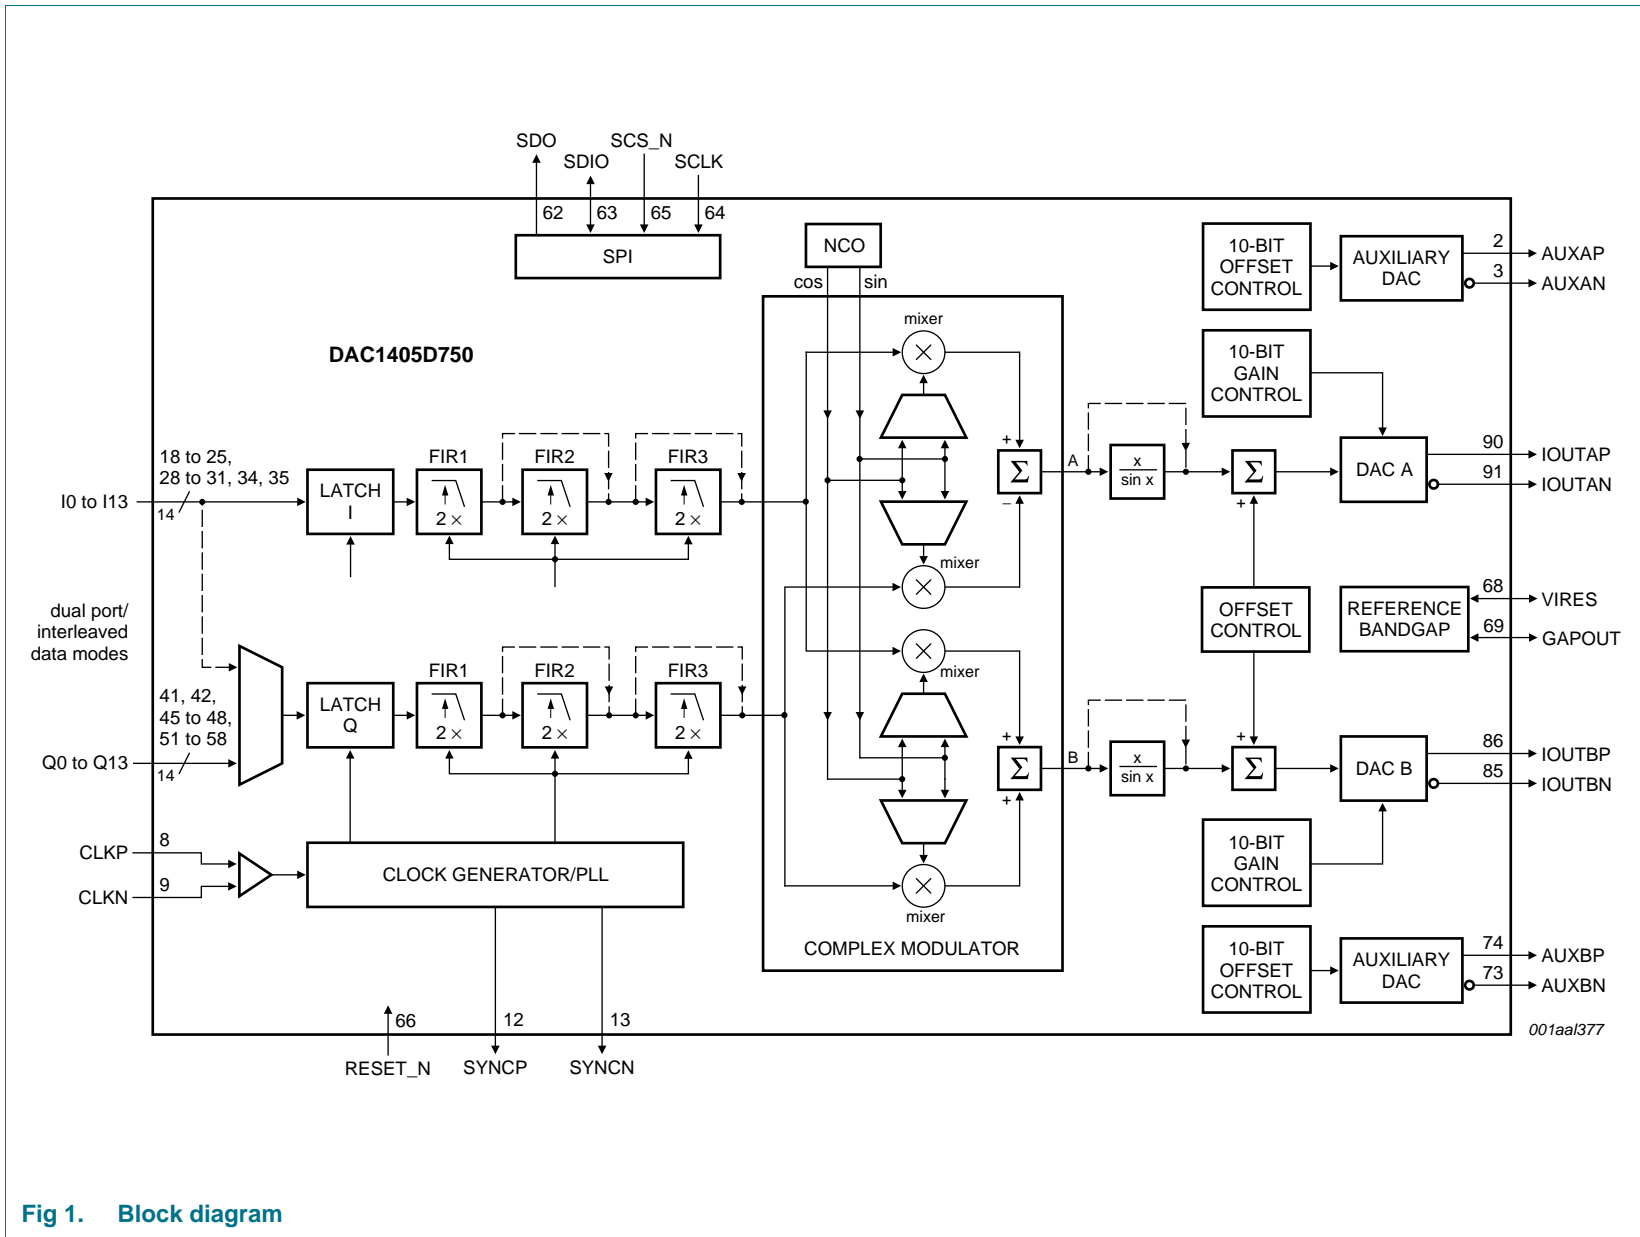 SDO
SCS_N
SDIO
SCLK
62
63
65
64
SPI
NCO
cos
sin
10-BIT
OFFSET
CONTROL
AUXILIARY
DAC
2
AUXAP
3
AUXAN
DAC1405D750
mixer
×
10-BIT
GAIN
CONTROL
18 to 25,
28 to 31, 34, 35
I0 to I13
14
LATCH
I
FIR1
2 ×
FIR2
2 ×
FIR3
2 ×
+
Σ
−
A
x
sin x
Σ
+
DAC A
90
IOUTAP
91
IOUTAN
mixer
×
dual port/
interleaved
data modes
OFFSET
CONTROL
REFERENCE
BANDGAP
68
VIRES
69
GAPOUT
×
mixer
41, 42,
45 to 48,
51 to 58
Q0 to Q13
14
LATCH
Q
FIR1
2 ×
FIR2
2 ×
FIR3
2 ×
+
Σ
+
B
x
sin x
+
Σ
DAC B
86
IOUTBP
85
IOUTBN
CLKP
8
CLKN
9
CLOCK GENERATOR/PLL
×
mixer
COMPLEX MODULATOR
10-BIT
GAIN
CONTROL
10-BIT
OFFSET
CONTROL
AUXILIARY
DAC
74
AUXBP
73
AUXBN
66
12
13
RESET_N
SYNCP
SYNCN
001aal377
Fig 1. Block diagram